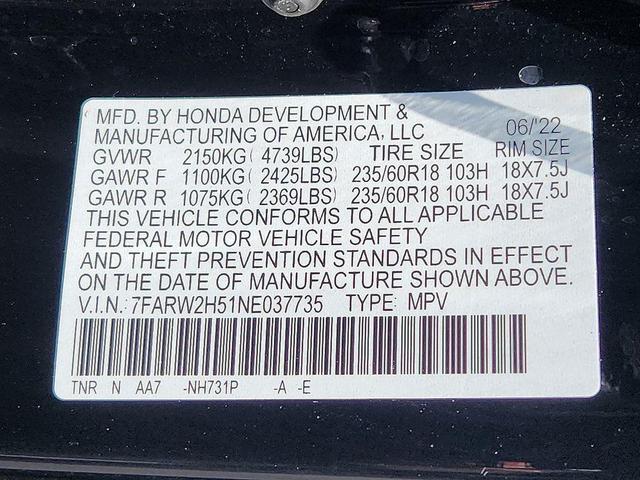 MFD. BY HONDA DEVELOPMENT &
MANUFACTURING OF AMERICA, LLC 06/'22
GVWR 2150KG ( 4739LBS) TIRE SIZE RIM SIZE
GAWR F 1100KG ( 2425LBS) 235/60R18 103H 18X7.5J
GAWR R 1075KG ( 2369LBS) 235/60R18 103H 18X7.5J
THIS VEHICLE CONFORMS TO ALL APPLICABLE
FEDERAL MOTOR VEHICLE SAFETY
AND THEFT PREVENTION STANDARDS IN EFFECT
ON THE DATE OF MANUFACTURE SHOWN ABOVE.
V.I.N.: 7FARW2H51NE037735 TYPE: MPV
TNR N AA7 -NH731P -A -E